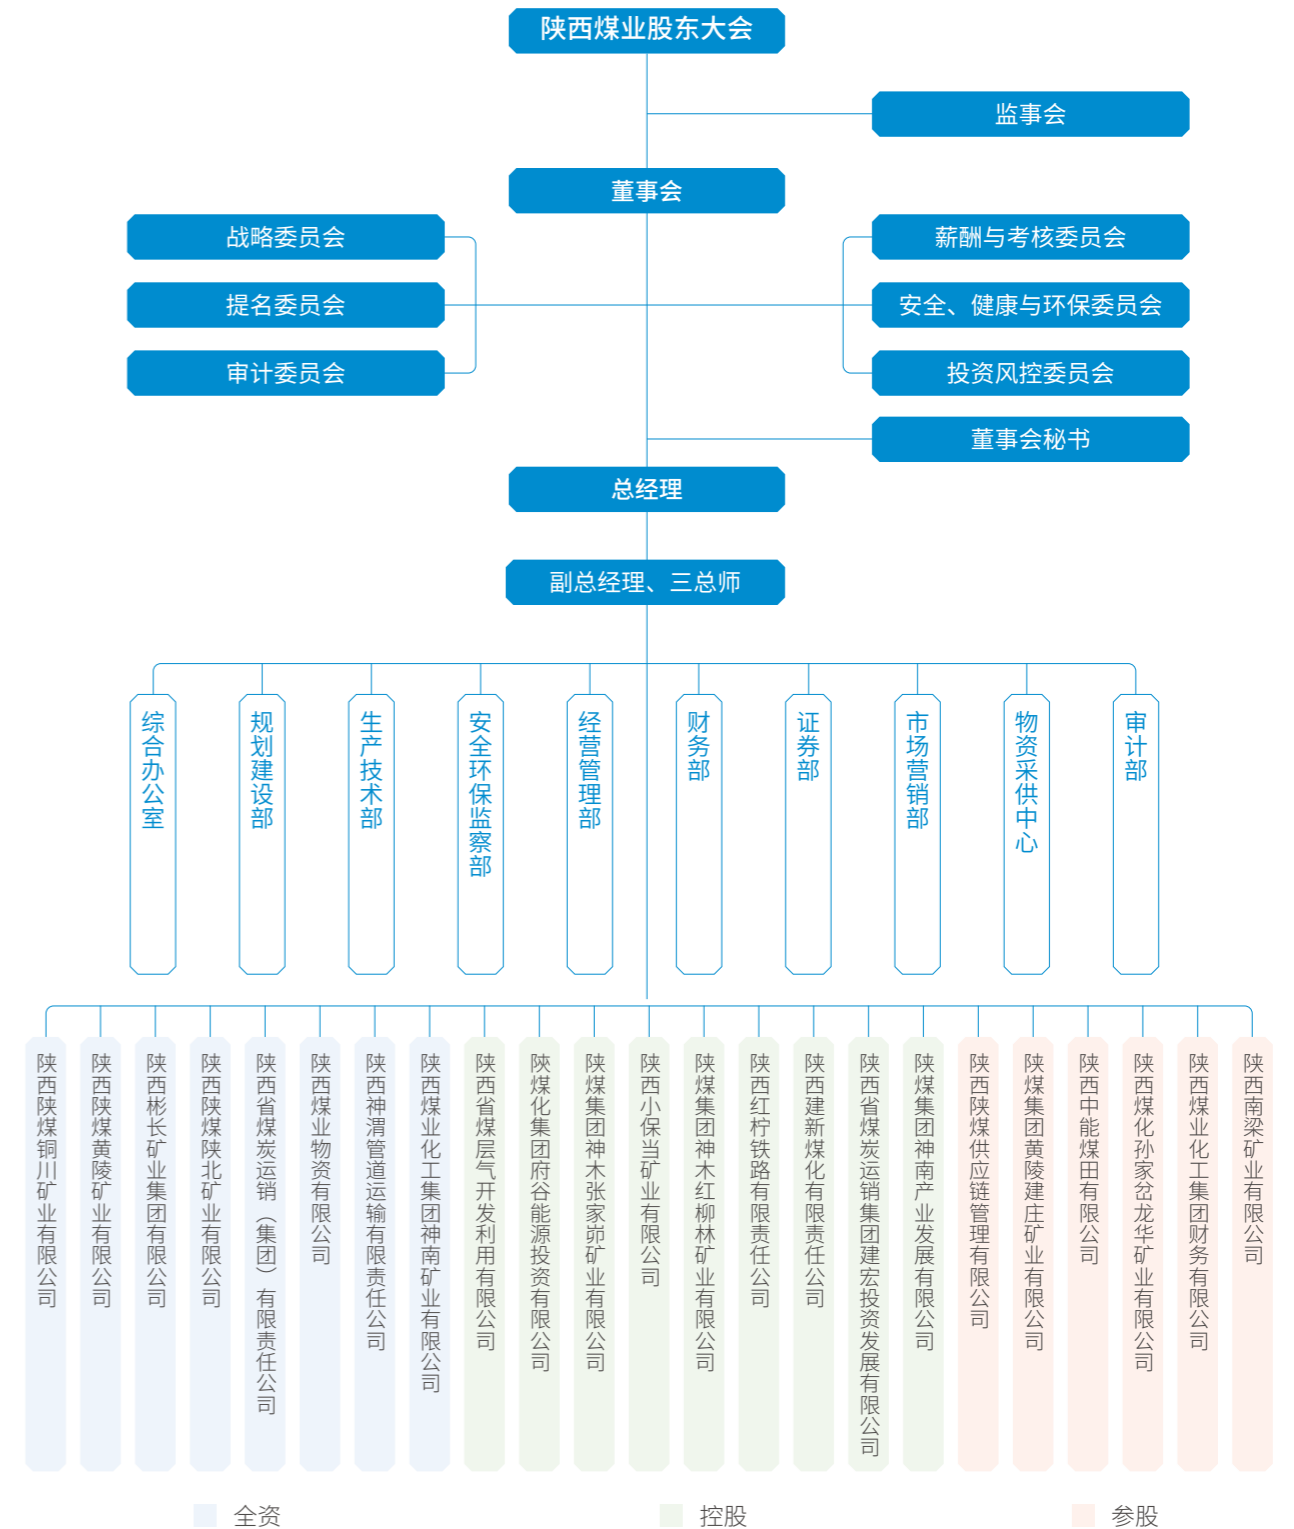 陕西煤业股东大会
监事会
董事会
战略委员会
薪酬与考核委员会
提名委员会
安全、健康与环保委员会
审计委员会
投资风控委员会
董事会秘书
总经理
副总经理、三总师
综合办公室
规划建设部
生产技术部
安全环保监察部
经营管理部
财务部
证券部
市场营销部
物资采供中心
审计部
陕西陕煤铜川矿业有限公司
陕西陕煤黄陵矿业有限公司
陕西彬长矿业集团有限公司
陕西陕煤陕北矿业有限公司
陕西省煤炭运销（集团）有限责任公司
陕西煤业物资有限公司
陕西神渭管道运输有限责任公司
陕西煤业化工集团神南矿业有限公司
陕西省煤层气开发利用有限公司
陝煤化集团府谷能源投资有限公司
陕煤集团神木张家峁矿业有限公司
陕西小保当矿业有限公司
陕煤集团神木红柳林矿业有限公司
陕西红柠铁路有限责任公司
陕西建新煤化有限责任公司
陕西省煤炭运销集团建宏投资发展有限公司
陕煤集团神南产业发展有限公司
陕西陕煤供应链管理有限公司
陕煤集团黄陵建庄矿业有限公司
陕西中能煤田有限公司
陕西煤化孙家岔龙华矿业有限公司
陕西煤业化工集团财务有限公司
陕西南梁矿业有限公司
全资
控股
参股